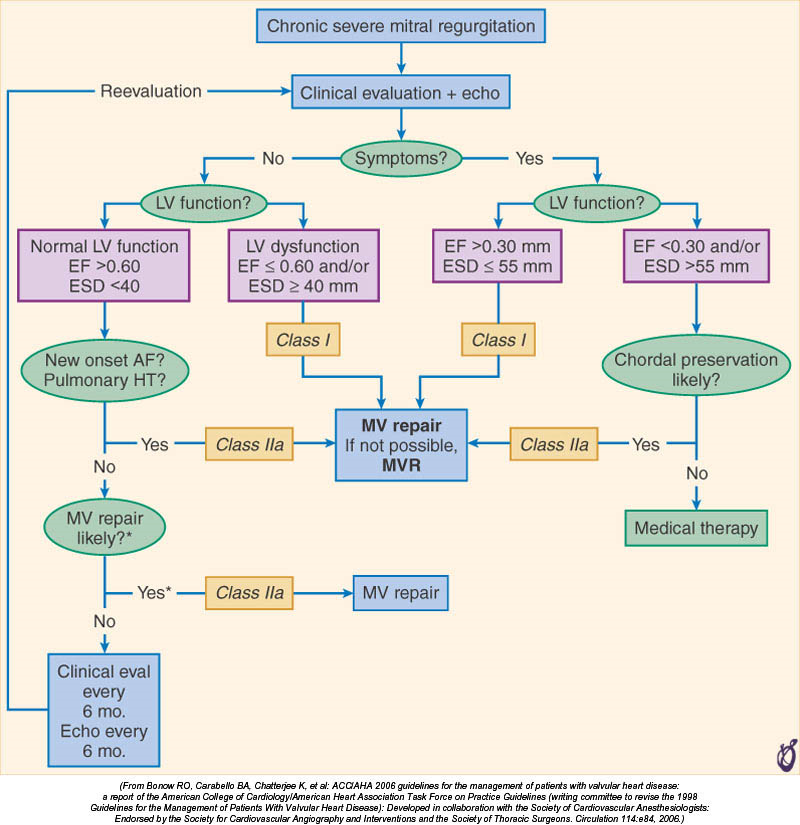 Chronic severe mitral regurgitation
Reevaluation
Clinical evaluation + echo
No
Symptoms?
Yes
LV function?
LV function?
Normal LV function
EF >0.60
ESD <40
LV dysfunction
EF ≤ 0.60 and/or
ESD ≥ 40 mm
EF >0.30 mm
ESD ≤ 55 mm
EF <0.30 and/or
ESD >55 mm
Class I
Class I
New onset AF?
Pulmonary HT?
Chordal preservation
likely?
MV repair
If not possible,
MVR
Yes
Class IIa
Class IIa
Yes
No
No
MV repair
likely?*
Medical therapy
Yes*
Class IIa
MV repair
No
Clinical eval
every
6 mo.
Echo every
6 mo.
(From Bonow RO, Carabello BA, Chatterjee K, et al: ACC/AHA 2006 guidelines for the management of patients with valvular heart disease:
a report of the American College of Cardiology/American Heart Association Task Force on Practice Guidelines (writing committee to revise the 1998
Guidelines for the Management of Patients With Valvular Heart Disease): Developed in collaboration with the Society of Cardiovascular Anesthesiologists:
Endorsed by the Society for Cardiovascular Angiography and Interventions and the Society of Thoracic Surgeons. Circulation 114:e84, 2006.)